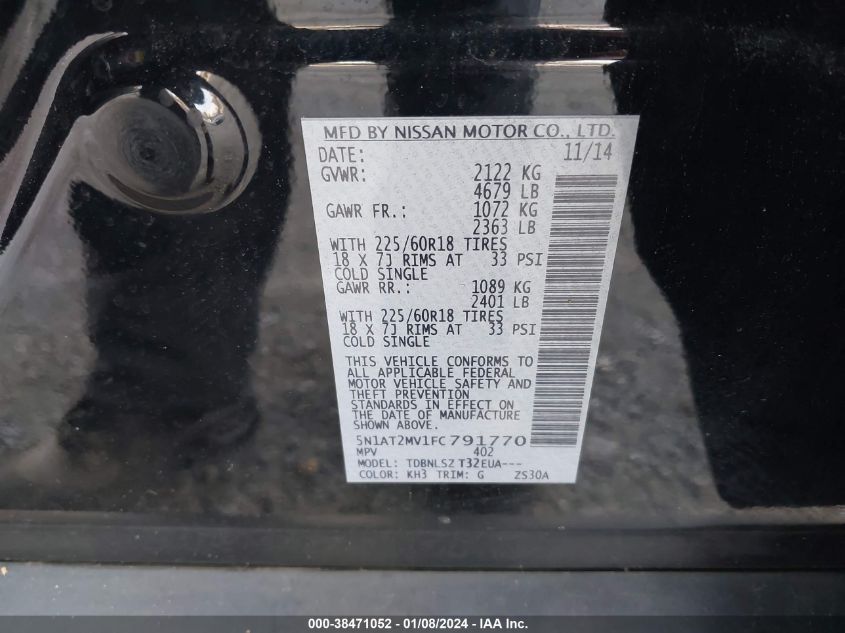 MFD BY NISSAN MOTOR CO., LTD.
DATE: 11/14
GVWR: 2122 KG
4679 LB
GAWR FR.: 1072 KG
2363 LB
WITH 225/60R18 TIRES
18 X 7J RIMS AT 33 PSI
COLD SINGLE
GAWR RR.: 1089 KG
2401 LB
WITH 225/60R18 TIRES
18 X 7J RIMS AT 33 PSI
COLD SINGLE
THIS VEHICLE CONFORMS TO
ALL APPLICABLE FEDERAL
MOTOR VEHICLE SAFETY AND
THEFT PREVENTION
STANDARDS IN EFFECT ON
THE DATE OF MANUFACTURE
SHOWN ABOVE.
5N1AT2MV1FC791770
MPV 402
MODEL: TDBNLSZ T32EUA---
COLOR: KH3 TRIM: G ZS30A
000-38471052 - 01/08/2024 - IAAI.com